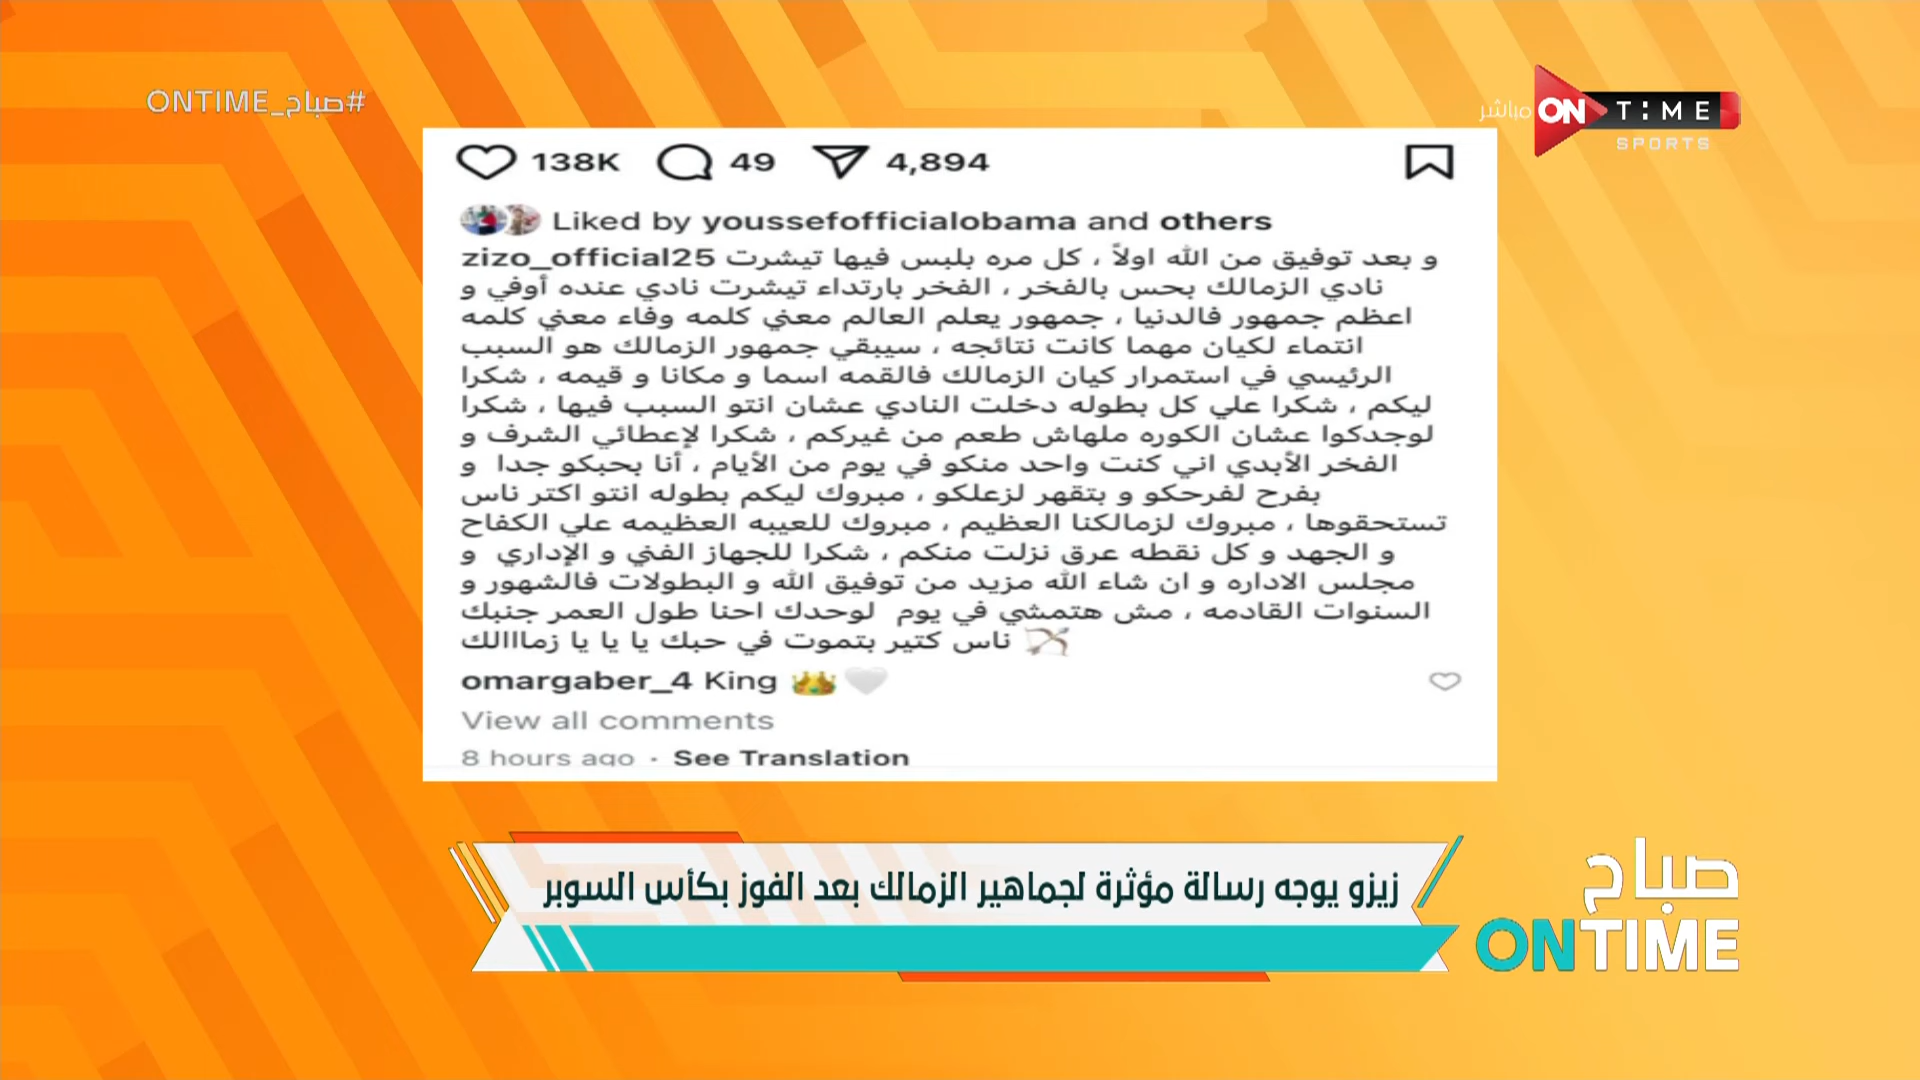 #صباح_ONTIME
مباشر ON TIME
SPORTS
138K 49 4,894
Liked by youssefofficialobama and others
zizo_official25 و بعد توفيق من الله اولاً ، كل مره بلبس فيها تيشرت
نادي الزمالك بحس بالفخر ، الفخر بارتداء تيشرت نادي عنده أوفي و
اعظم جمهور فالدنيا ، جمهور يعلم العالم معني كلمه وفاء معني كلمه
انتماء لكيان مهما كانت نتائجه ، سيبقي جمهور الزمالك هو السبب
الرئيسي في استمرار كيان الزمالك فالقمه اسما و مكانا و قيمه ، شكرا
ليكم ، شكرا علي كل بطوله دخلت النادي عشان انتو السبب فيها ، شكرا
لوجدكوا عشان الكوره ملهاش طعم من غيركم ، شكرا لإعطائي الشرف و
الفخر الأبدي اني كنت واحد منكو في يوم من الأيام ، أنا بحبكو جدا و
بفرح لفرحكو و بتقهر لزعلكو ، مبروك ليكم بطوله انتو اكتر ناس
تستحقوها ، مبروك لزمالكنا العظيم ، مبروك للعيبه العظيمه علي الكفاح
و الجهد و كل نقطه عرق نزلت منكم ، شكرا للجهاز الفني و الإداري و
مجلس الاداره و ان شاء الله مزيد من توفيق الله و البطولات فالشهور و
السنوات القادمه ، مش هتمشي في يوم لوحدك احنا طول العمر جنبك
ناس كتير بتموت في حبك يا يا يا زماااالك 🏹
omargaber_4 King 👑🤍
View all comments
8 hours ago · See Translation
زيزو يوجه رسالة مؤثرة لجماهير الزمالك بعد الفوز بكأس السوبر
صباح
ONTIME